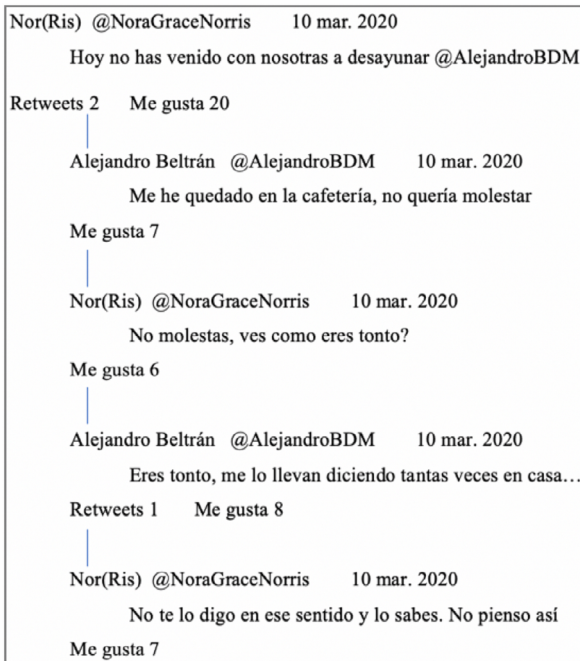 Nor(Ris) @NoraGraceNorris 10 mar. 2020
Hoy no has venido con nosotras a desayunar @AlejandroBDM
Retweets 2 Me gusta 20
Alejandro Beltrán @AlejandroBDM 10 mar. 2020
Me he quedado en la cafetería, no quería molestar
Me gusta 7
Nor(Ris) @NoraGraceNorris 10 mar. 2020
No molestas, ves como eres tonto?
Me gusta 6
Alejandro Beltrán @AlejandroBDM 10 mar. 2020
Eres tonto, me lo llevan diciendo tantas veces en casa…
Retweets 1 Me gusta 8
Nor(Ris) @NoraGraceNorris 10 mar. 2020
No te lo digo en ese sentido y lo sabes. No pienso así
Me gusta 7